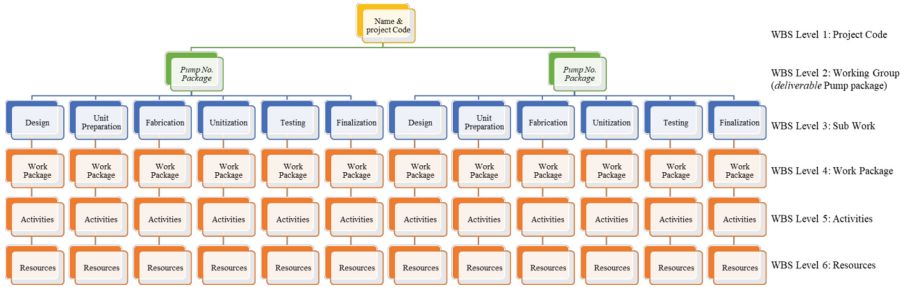 Name &
project Code
WBS Level 1: Project Code
Pump No.
Package
Pump No.
Package
WBS Level 2: Working Group
(deliverable Pump package)
Design
Unit
Preparation
Fabrication
Unitization
Testing
Finalization
Design
Unit
Preparation
Fabrication
Unitization
Testing
Finalization
WBS Level 3: Sub Work
Work
Package
Work
Package
Work
Package
Work
Package
Work
Package
Work
Package
Work
Package
Work
Package
Work
Package
Work
Package
Work
Package
Work
Package
WBS Level 4: Work Package
Activities
Activities
Activities
Activities
Activities
Activities
Activities
Activities
Activities
Activities
Activities
Activities
WBS Level 5: Activities
Resources
Resources
Resources
Resources
Resources
Resources
Resources
Resources
Resources
Resources
Resources
Resources
WBS Level 6: Resources